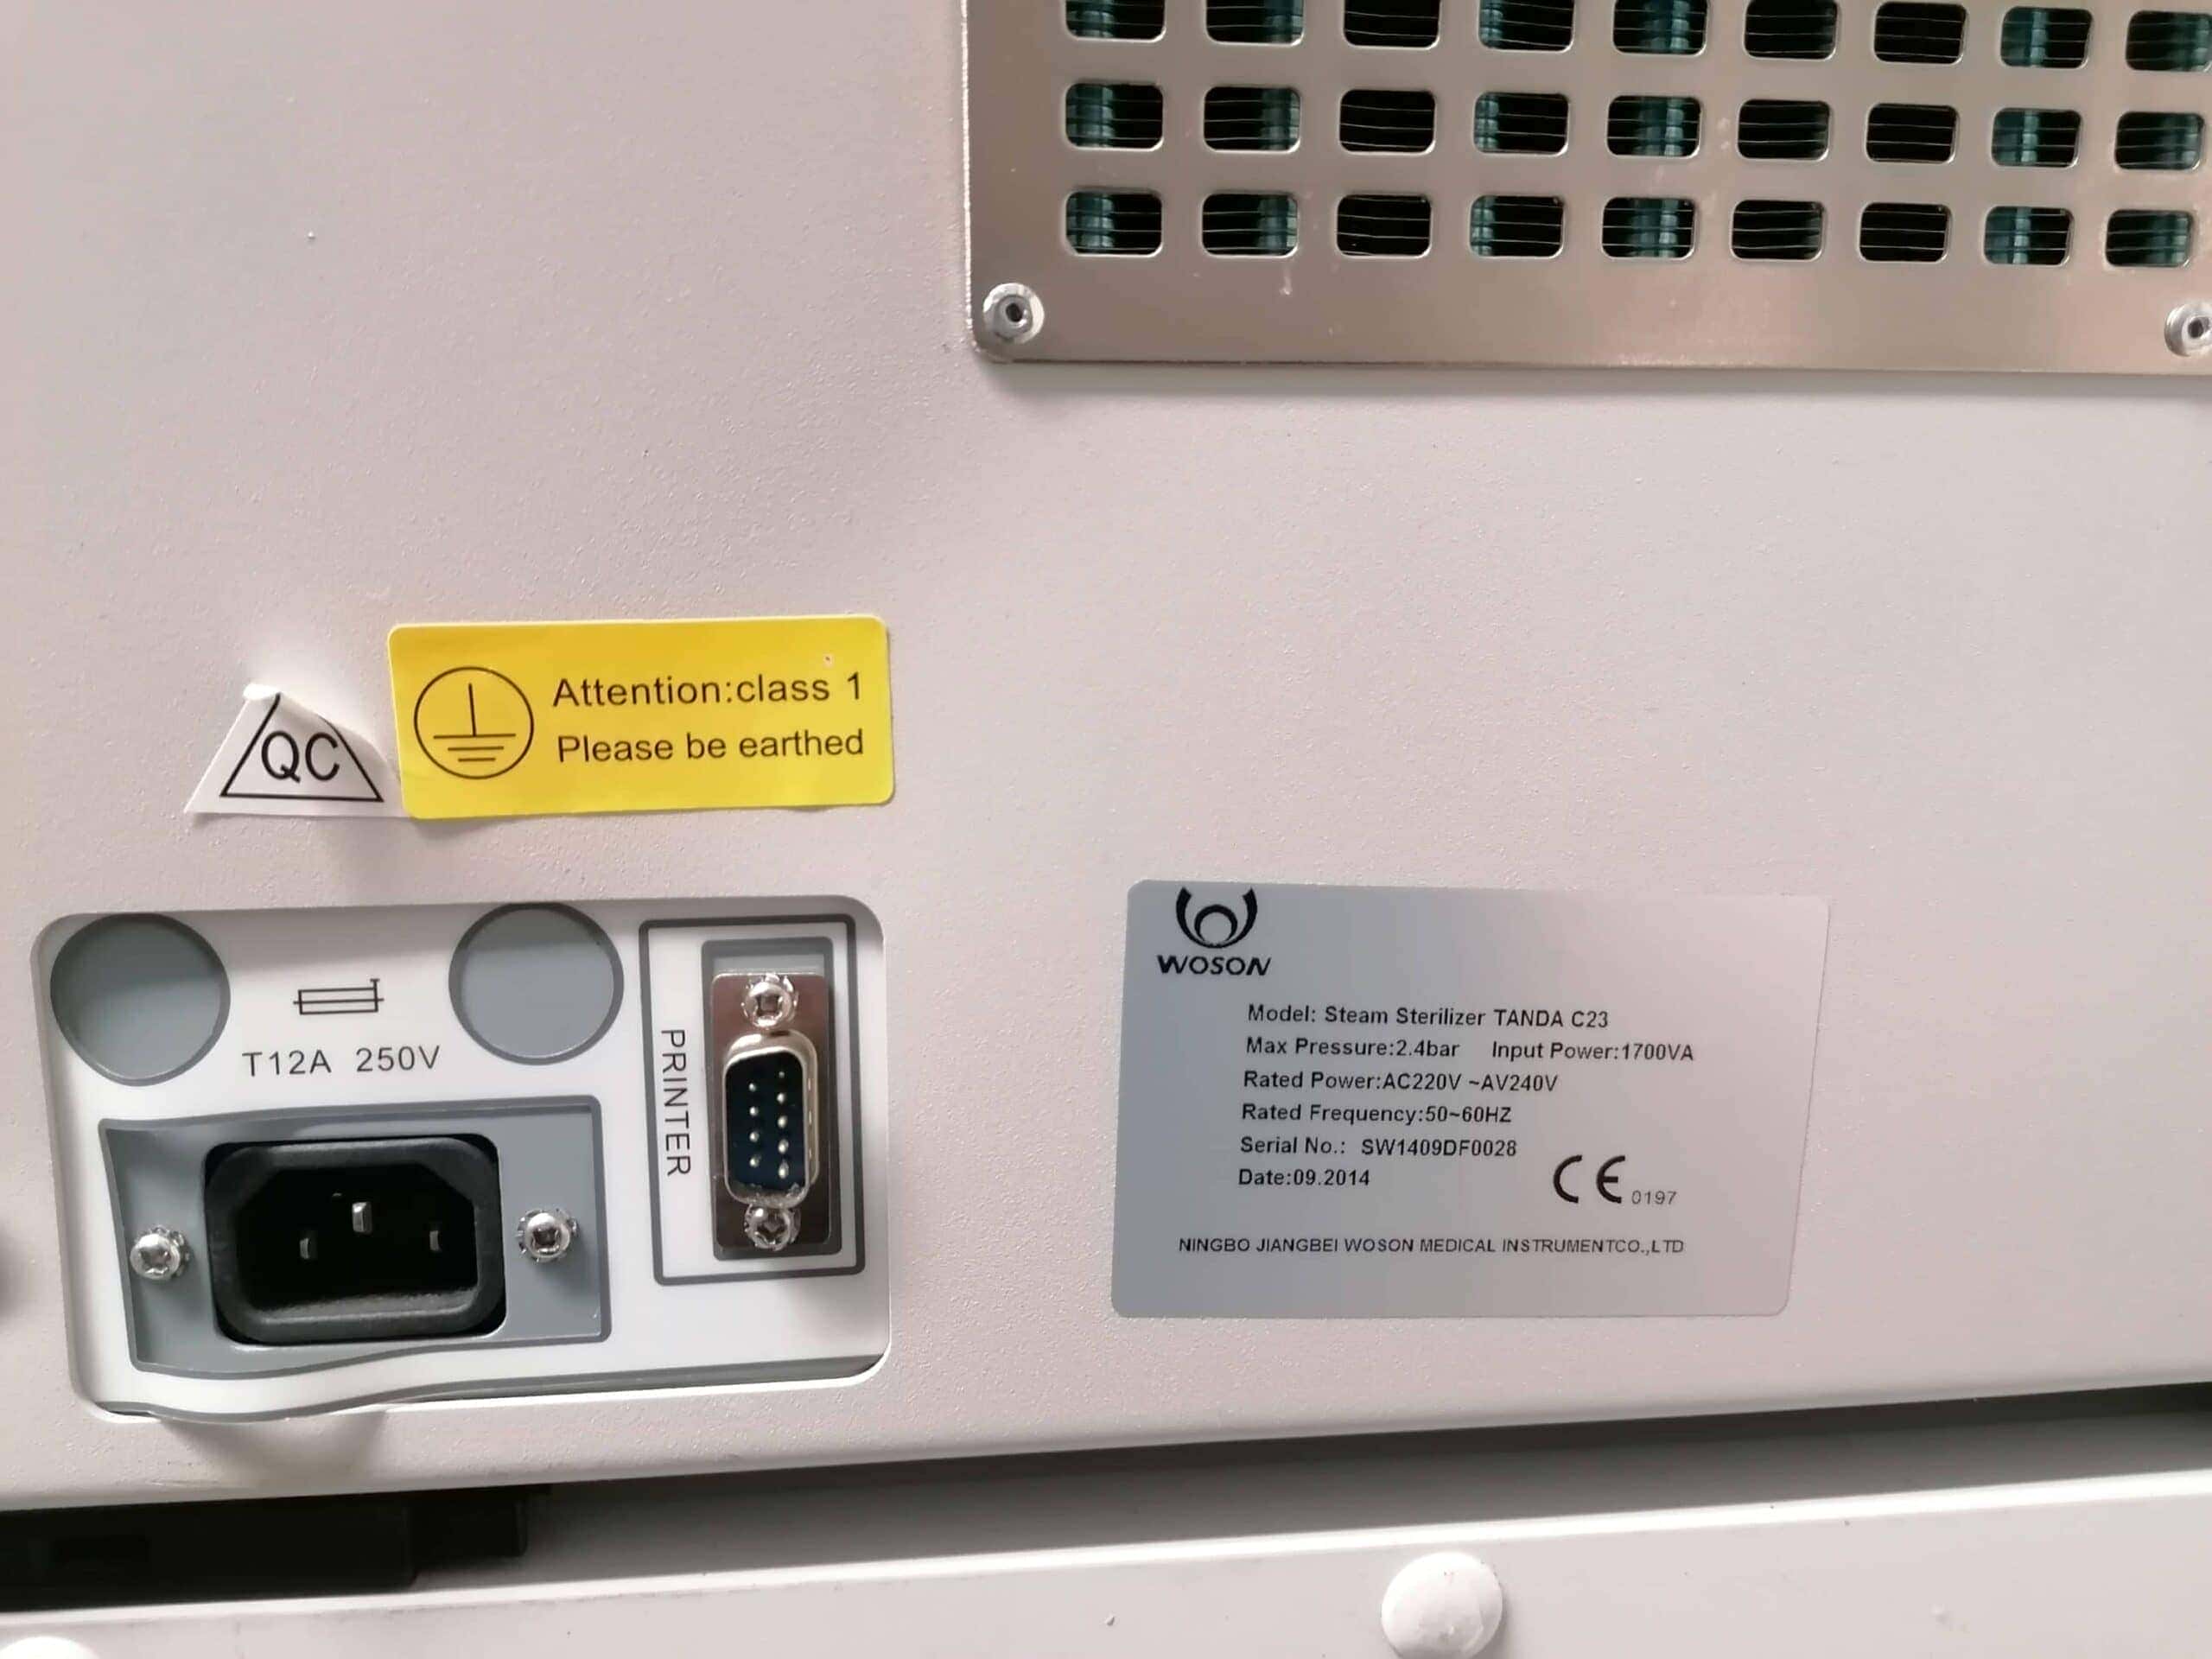 Attention:class 1
Please be earthed
QC
T12A 250V
PRINTER
WOSON
Model: Steam Sterilizer TANDA C23
Max Pressure:2.4bar Input Power:1700VA
Rated Power:AC220V ~AV240V
Rated Frequency:50~60HZ
Serial No.: SW1409DF0028
Date:09.2014
CE 0197
NINGBO JIANGBEI WOSON MEDICAL INSTRUMENTCO.,LTD